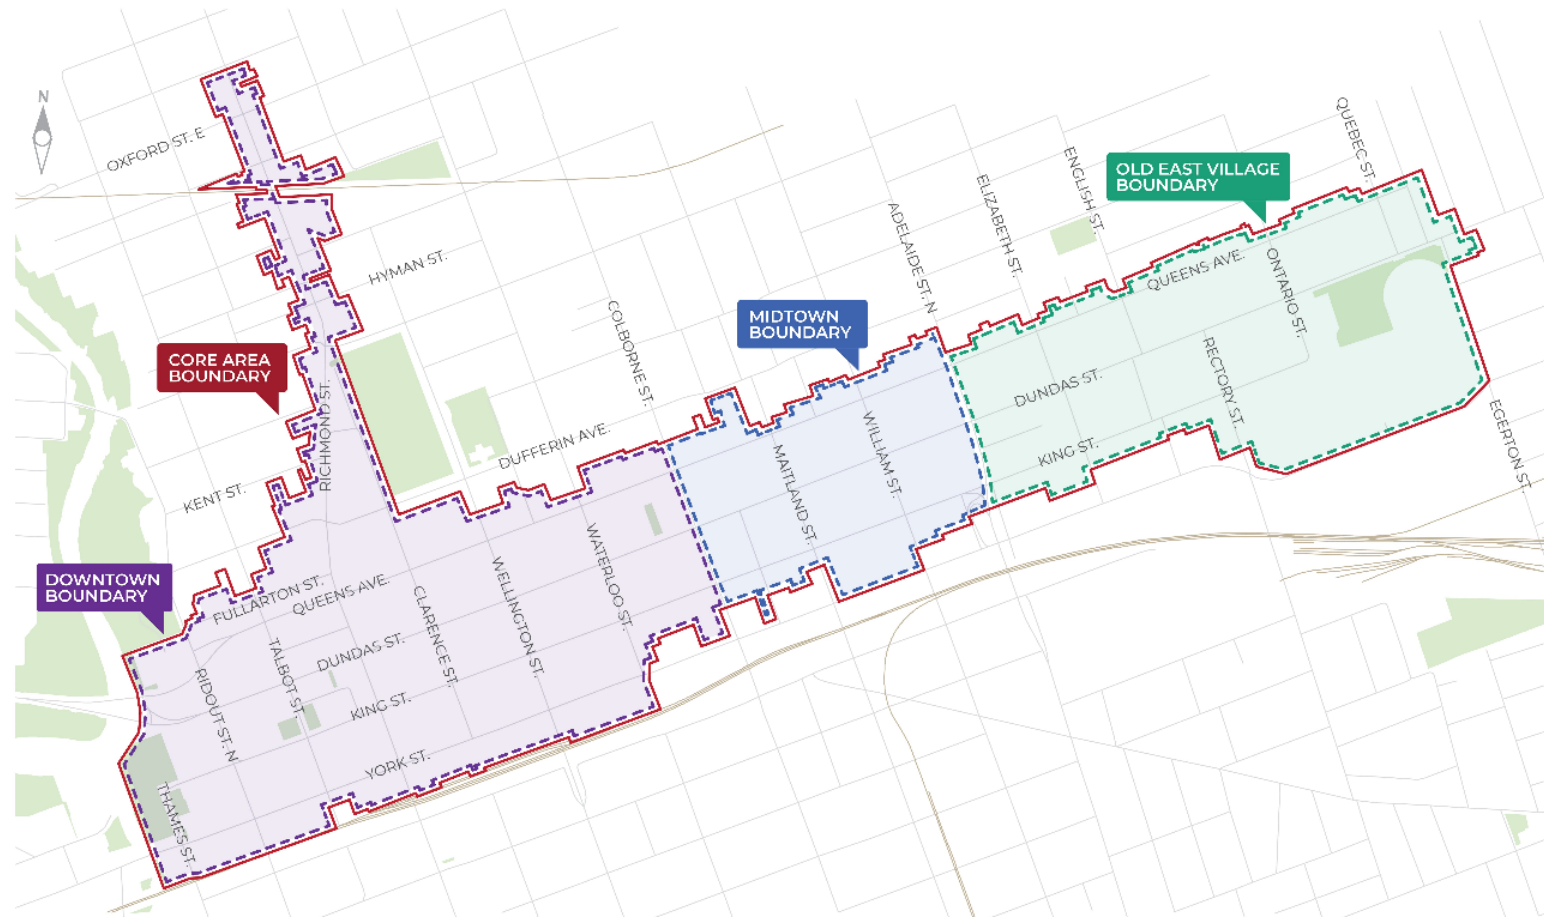 N
OXFORD ST. E
QUEBEC ST.
ENGLISH ST.
OLD EAST VILLAGE
BOUNDARY
ELIZABETH ST.
ADELAIDE ST. N
HYMAN ST.
QUEENS AVE.
ONTARIO ST.
COLBORNE ST.
MIDTOWN
BOUNDARY
CORE AREA
BOUNDARY
RICHMOND ST.
DUNDAS ST.
RECTORY ST.
EGERTON ST.
DUFFERIN AVE.
WILLIAM ST.
MAITLAND ST.
KING ST.
KENT ST.
DOWNTOWN
BOUNDARY
FULLARTON ST.
QUEENS AVE.
WATERLOO ST.
WELLINGTON ST.
CLARENCE ST.
DUNDAS ST.
TALBOT ST.
RIDOUT ST. N
KING ST.
YORK ST.
THAMES ST.